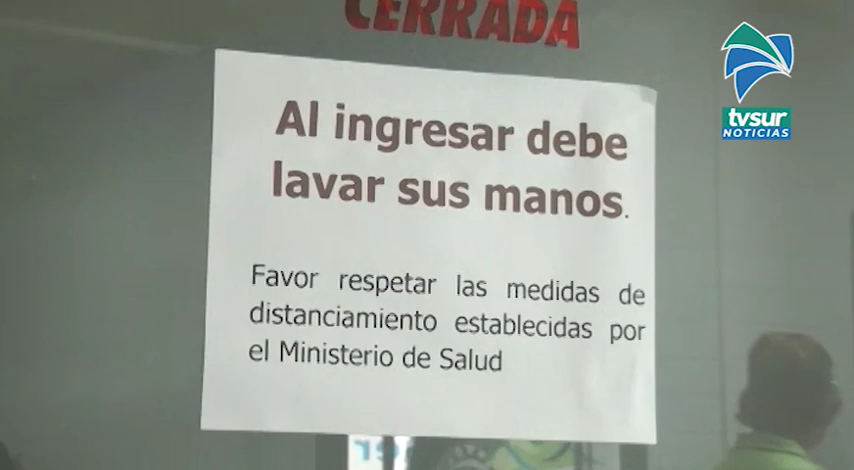 CERRADA
tvsur
NOTICIAS
Al ingresar debe
lavar sus manos.
Favor respetar las medidas de
distanciamiento establecidas por
el Ministerio de Salud